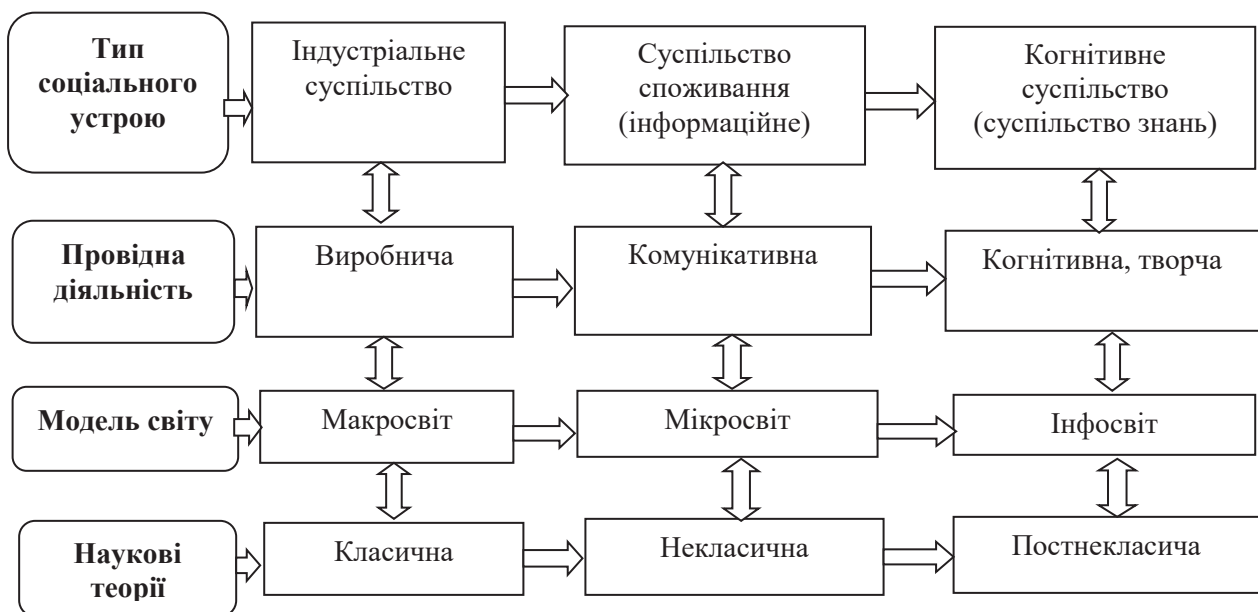 Тип
соціального
устрою
Індустріальне
суспільство
Суспільство
споживання
(інформаційне)
Когнітивне
суспільство
(суспільство знань)
Провідна
діяльність
Виробнича
Комунікативна
Когнітивна, творча
Модель світу
Макросвіт
Мікросвіт
Інфосвіт
Наукові
теорії
Класична
Некласична
Постнекласича